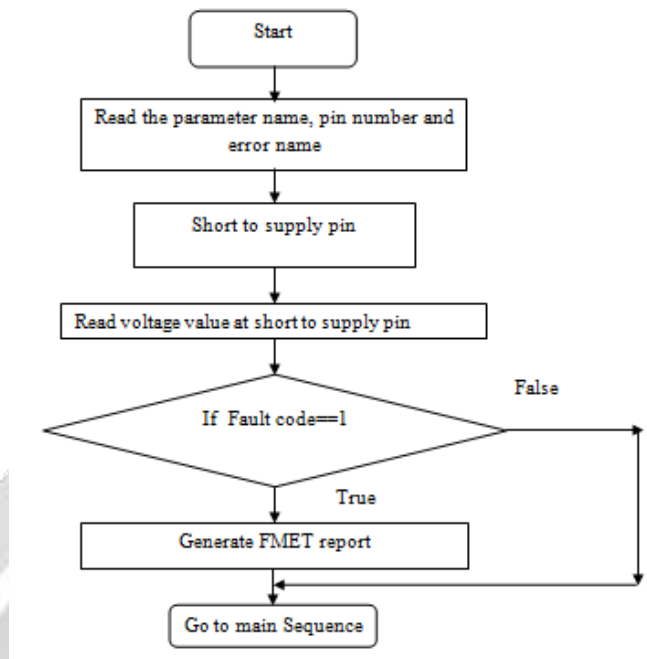 Start
Read the parameter name, pin number and
error name
Short to supply pin
Read voltage value at short to supply pin
False
If Fault code==1
True
Generate FMET report
Go to main Sequence